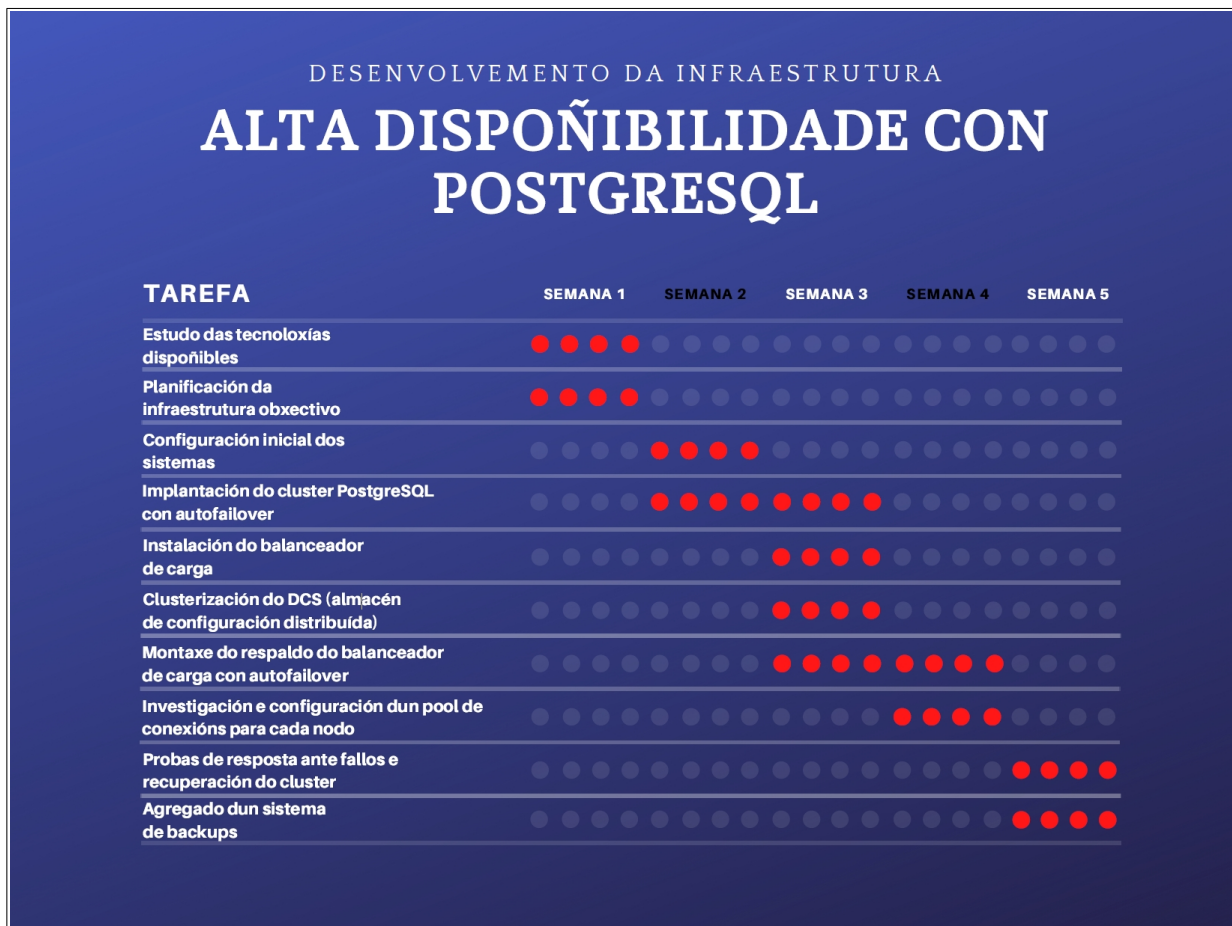 DESENVOLVEMENTO DA INFRAESTRUTURA
ALTA DISPOÑIBILIDADE CON
POSTGRESQL
TAREFA SEMANA 1 SEMANA 2 SEMANA 3 SEMANA 4 SEMANA 5
Estudo das tecnoloxías
dispoñibles
Planificación da
infraestrutura obxectivo
Configuración inicial dos
sistemas
Implantación do cluster PostgreSQL
con autofailover
Instalación do balanceador
de carga
Clusterización do DCS (almacén
de configuración distribuída)
Montaxe do respaldo do balanceador
de carga con autofailover
Investigación e configuración dun pool de
conexións para cada nodo
Probas de resposta ante fallos e
recuperación do cluster
Agregado dun sistema
de backups